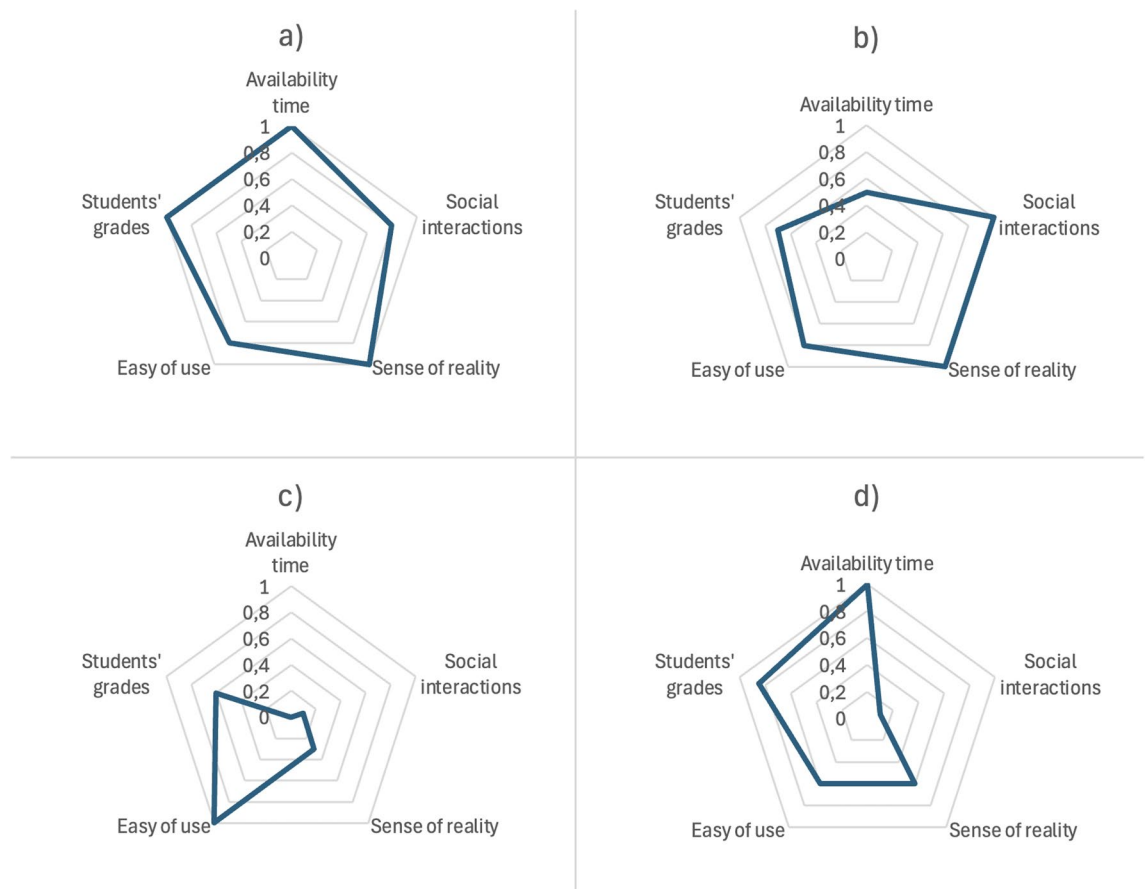 a)
Availability
time
1
0,8
0,6
0,4
0,2
0
Students'
grades
Social
interactions
Easy of use
Sense of reality
b)
Availability time
1
0,8
0,6
0,4
0,2
0
Students'
grades
Social
interactions
Easy of use
Sense of reality
c)
Availability
time
1
0,8
0,6
0,4
0,2
0
Students'
grades
Social
interactions
Easy of use
Sense of reality
d)
Availability time
1
0,8
0,6
0,4
0,2
0
Students'
grades
Social
interactions
Easy of use
Sense of reality